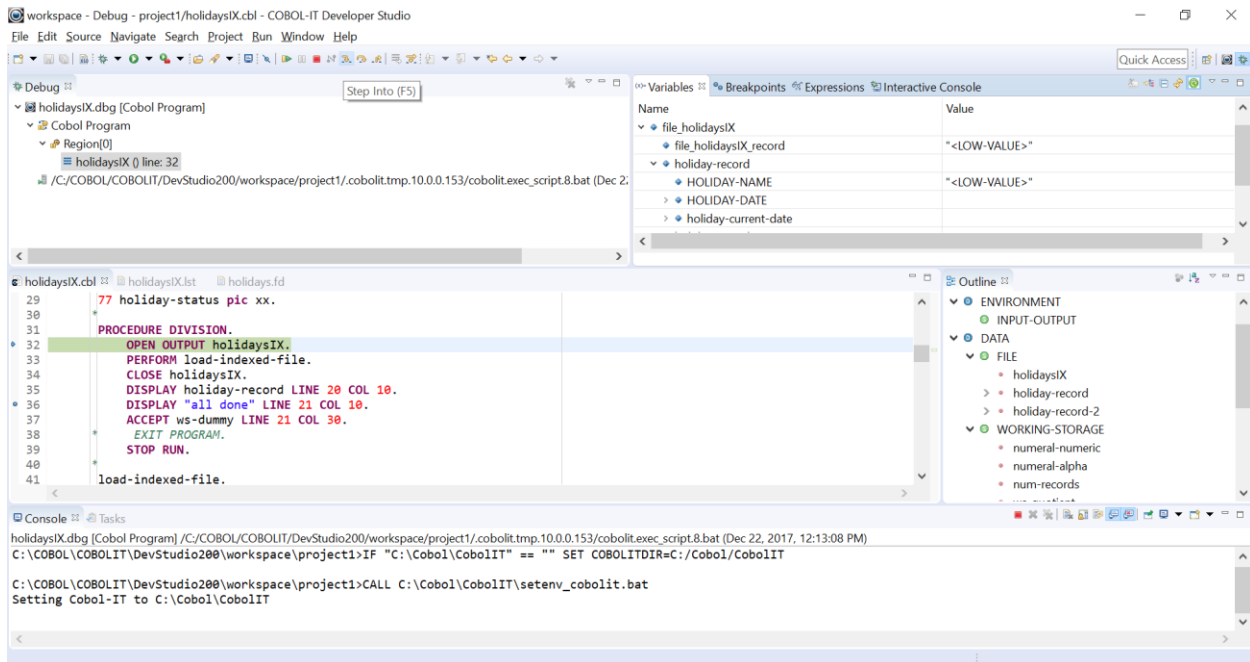 workspace - Debug - project1/holidaysIX.cbl - COBOL-IT Developer Studio
File Edit Source Navigate Search Project Run Window Help
Quick Access
Debug
Step Into (F5)
holidaysIX.dbg [Cobol Program]
Cobol Program
Region[0]
holidaysIX () line: 32
/C:/COBOL/COBOLIT/DevStudio200/workspace/project1/.cobolit.tmp.10.0.0.153/cobolit.exec_script.8.bat (Dec 22
Variables Breakpoints Expressions Interactive Console
Name Value
file_holidaysIX
file_holidaysIX_record "<LOW-VALUE>"
holiday-record
HOLIDAY-NAME "<LOW-VALUE>"
HOLIDAY-DATE
holiday-current-date
holidaysIX.cbl holidaysIX.lst holidays.fd
29 77 holiday-status pic xx.
30 *
31 PROCEDURE DIVISION.
32 OPEN OUTPUT holidaysIX.
33 PERFORM load-indexed-file.
34 CLOSE holidaysIX.
35 DISPLAY holiday-record LINE 20 COL 10.
36 DISPLAY "all done" LINE 21 COL 10.
37 ACCEPT ws-dummy LINE 21 COL 30.
38 * EXIT PROGRAM.
39 STOP RUN.
40 *
41 load-indexed-file.
Outline
ENVIRONMENT
INPUT-OUTPUT
DATA
FILE
holidaysIX
holiday-record
holiday-record-2
WORKING-STORAGE
numeral-numeric
numeral-alpha
num-records
Console Tasks
holidaysIX.dbg [Cobol Program] /C:/COBOL/COBOLIT/DevStudio200/workspace/project1/.cobolit.tmp.10.0.0.153/cobolit.exec_script.8.bat (Dec 22, 2017, 12:13:08 PM)
C:\COBOL\COBOLIT\DevStudio200\workspace\project1>IF "C:\Cobol\CobolIT" == "" SET COBOLITDIR=C:/Cobol/CobolIT
C:\COBOL\COBOLIT\DevStudio200\workspace\project1>CALL C:\Cobol\CobolIT\setenv_cobolit.bat
Setting Cobol-IT to C:\Cobol\CobolIT